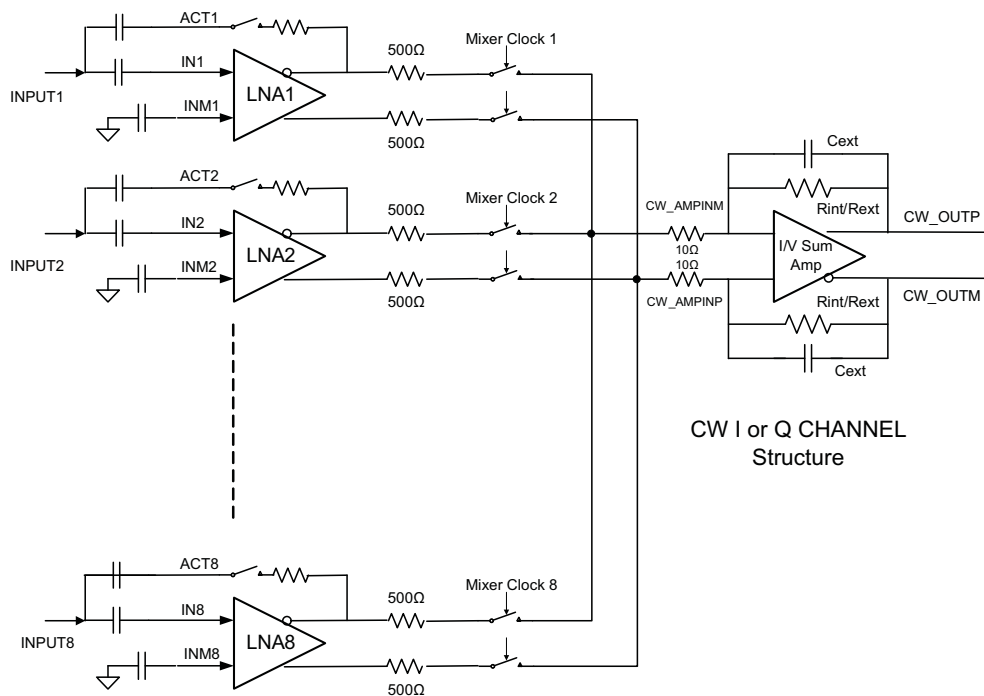 ACT1
500Ω
Mixer Clock 1
IN1
INPUT1
LNA1
INM1
500Ω
ACT2
500Ω
Mixer Clock 2
IN2
INPUT2
LNA2
INM2
500Ω
Cext
Rint/Rext
CW_AMPINM
CW_OUTP
10Ω
I/V Sum
Amp
10Ω
CW_AMPINP
Rint/Rext
CW_OUTM
Cext
CW I or Q CHANNEL
Structure
ACT8
500Ω
Mixer Clock 8
IN8
INPUT8
LNA8
INM8
500Ω